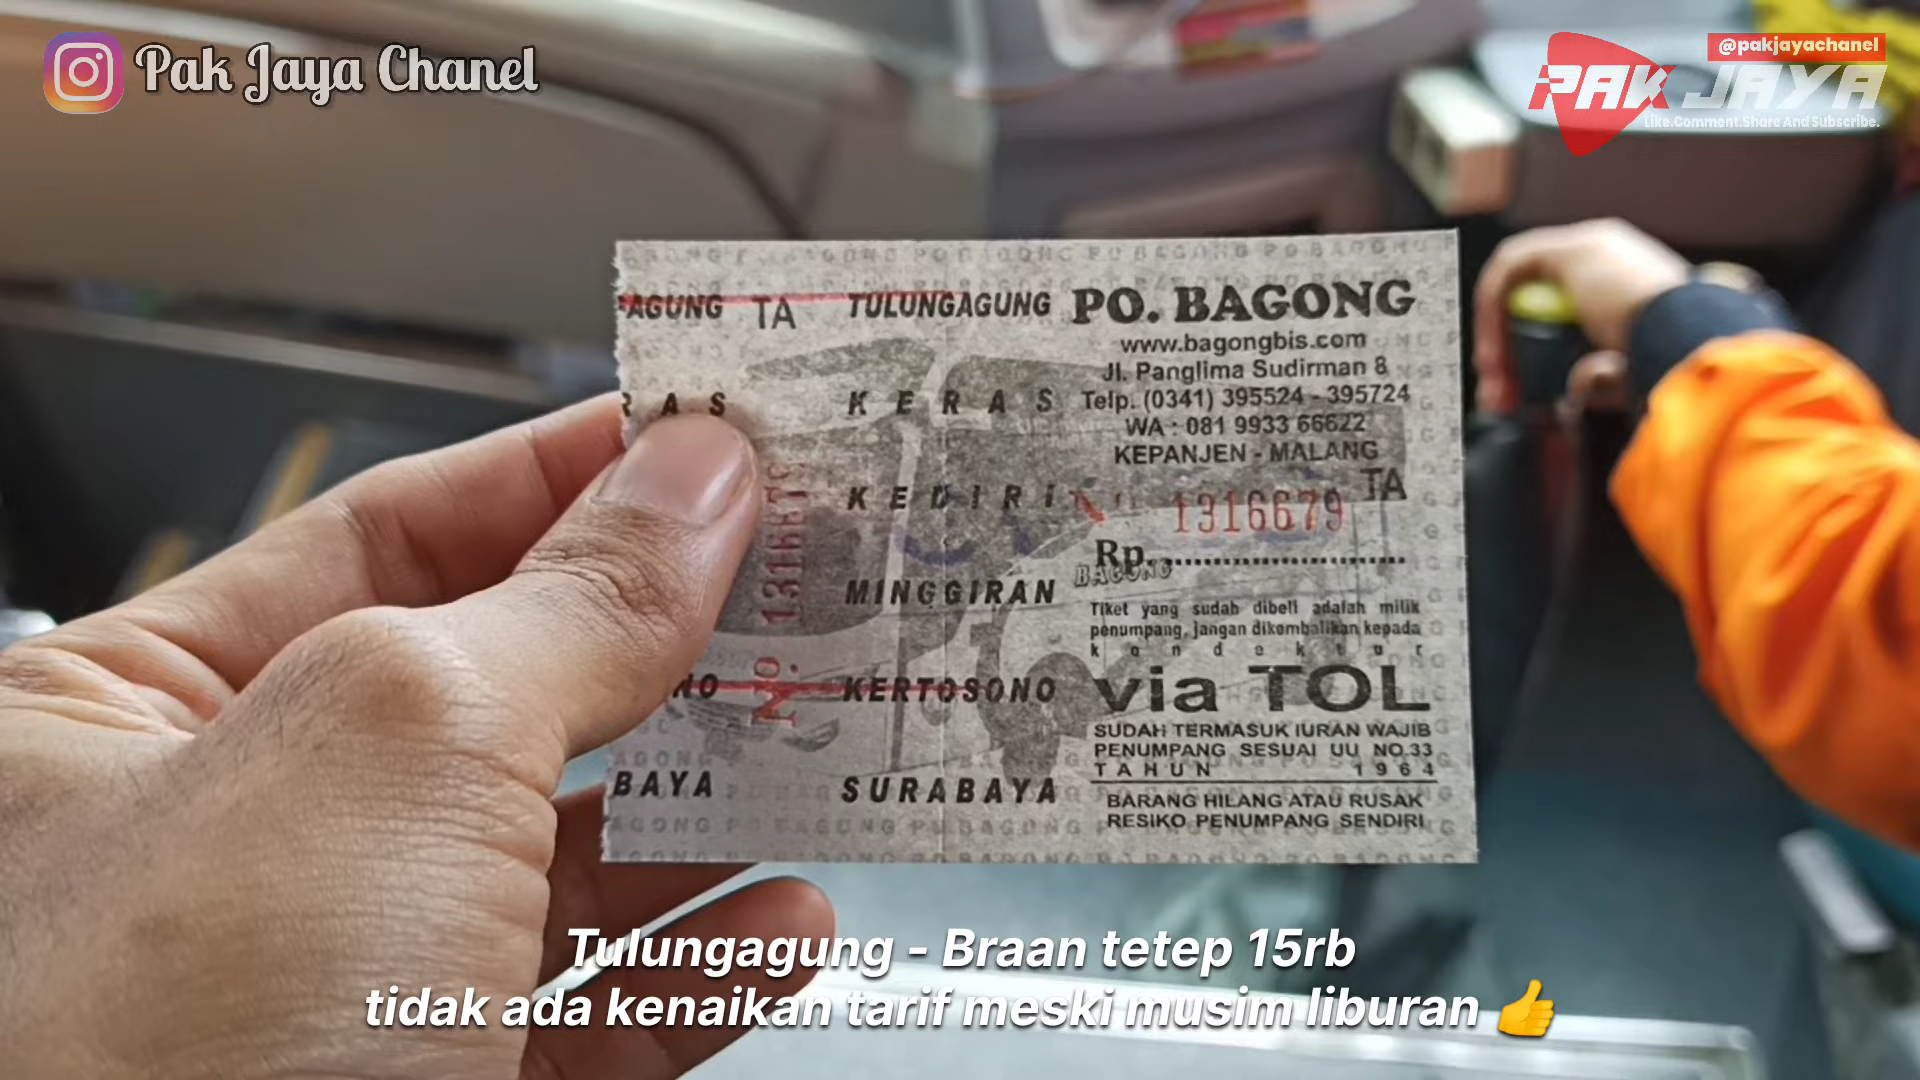 Pak Jaya Chanel
@pakjayachanel
PAK JAYA
Like.Comment.Share And Subscribe.
AGUNG TA TULUNGAGUNG
RAS KERAS
KEDIRI
MINGGIRAN
NO KERTOSONO
BAYA SURABAYA
No. 1316679
PO. BAGONG
www.bagongbis.com
Jl. Panglima Sudirman 8
Telp. (0341) 395524 - 395724
WA : 081 9933 66622
KEPANJEN - MALANG
TA
1316679
Rp.
BAGONG
Tiket yang sudah dibeli adalah milik
penumpang, jangan dikembalikan kepada
kondektur
via TOL
SUDAH TERMASUK IURAN WAJIB
PENUMPANG SESUAI UU NO.33
TAHUN 1964
BARANG HILANG ATAU RUSAK
RESIKO PENUMPANG SENDIRI
Tulungagung - Braan tetep 15rb
tidak ada kenaikan tarif meski musim liburan 👍